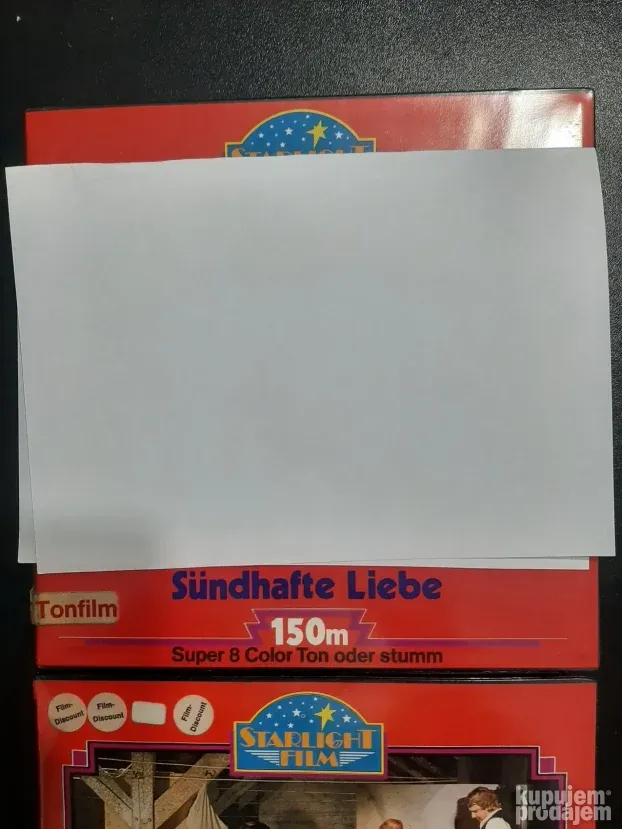 STARLIGHT
Sündhafte Liebe
Tonfilm
150m
Super 8 Color Ton oder stumm
Film-
Discount
Film-
Discount
Film-
Discount
STARLIGHT
FILM
kupujem
prodajem